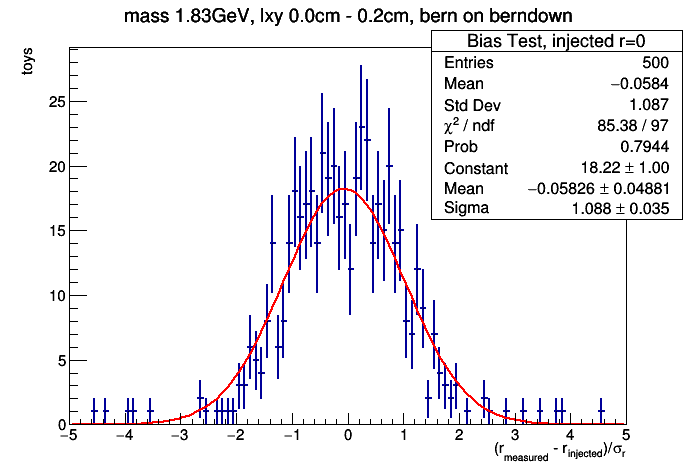 mass 1.83GeV, lxy 0.0cm - 0.2cm, bern on berndown
toys
Bias Test, injected r=0
Entries 500
Mean −0.0584
Std Dev 1.087
χ² / ndf 85.38 / 97
Prob 0.7944
Constant 18.22 ± 1.00
Mean −0.05826 ± 0.04881
Sigma 1.088 ± 0.035
25
20
15
10
5
0
−5 −4 −3 −2 −1 0 1 2 3 4 5
(r_measured - r_injected)/σ_r